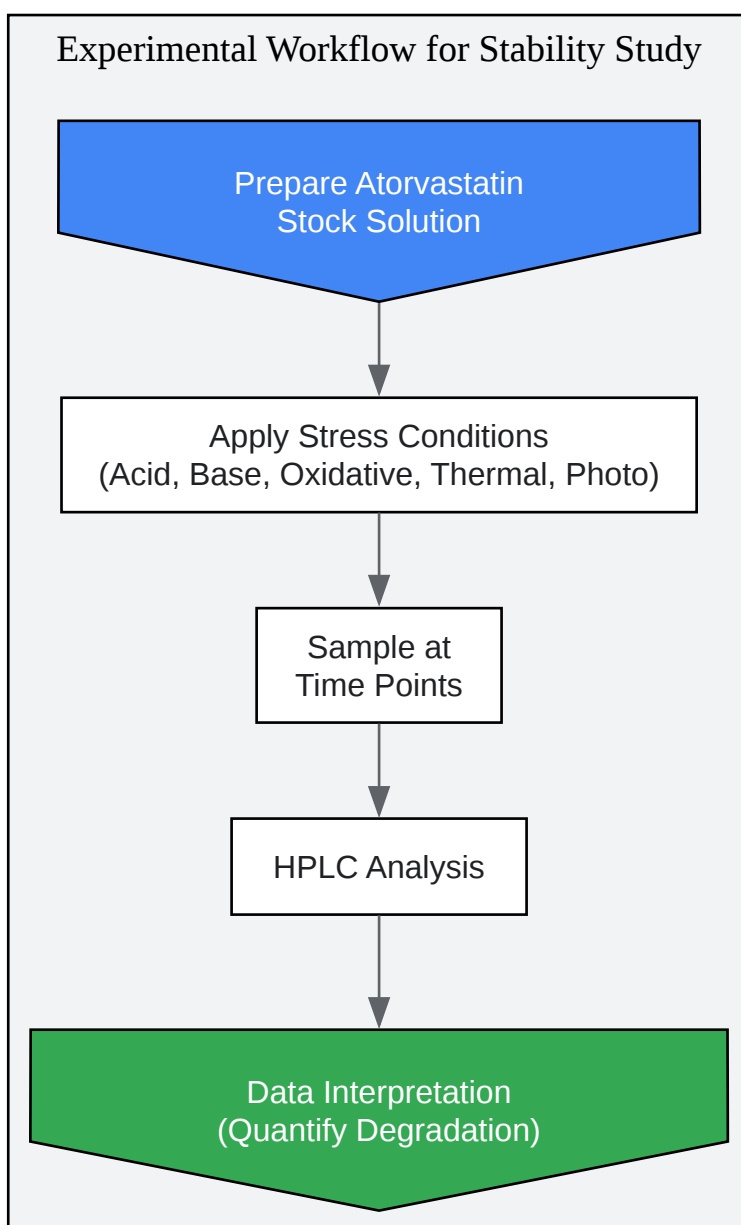 Experimental Workflow for Stability Study
Prepare Atorvastatin
Stock Solution
Apply Stress Conditions
(Acid, Base, Oxidative, Thermal, Photo)
Sample at
Time Points
HPLC Analysis
Data Interpretation
(Quantify Degradation)